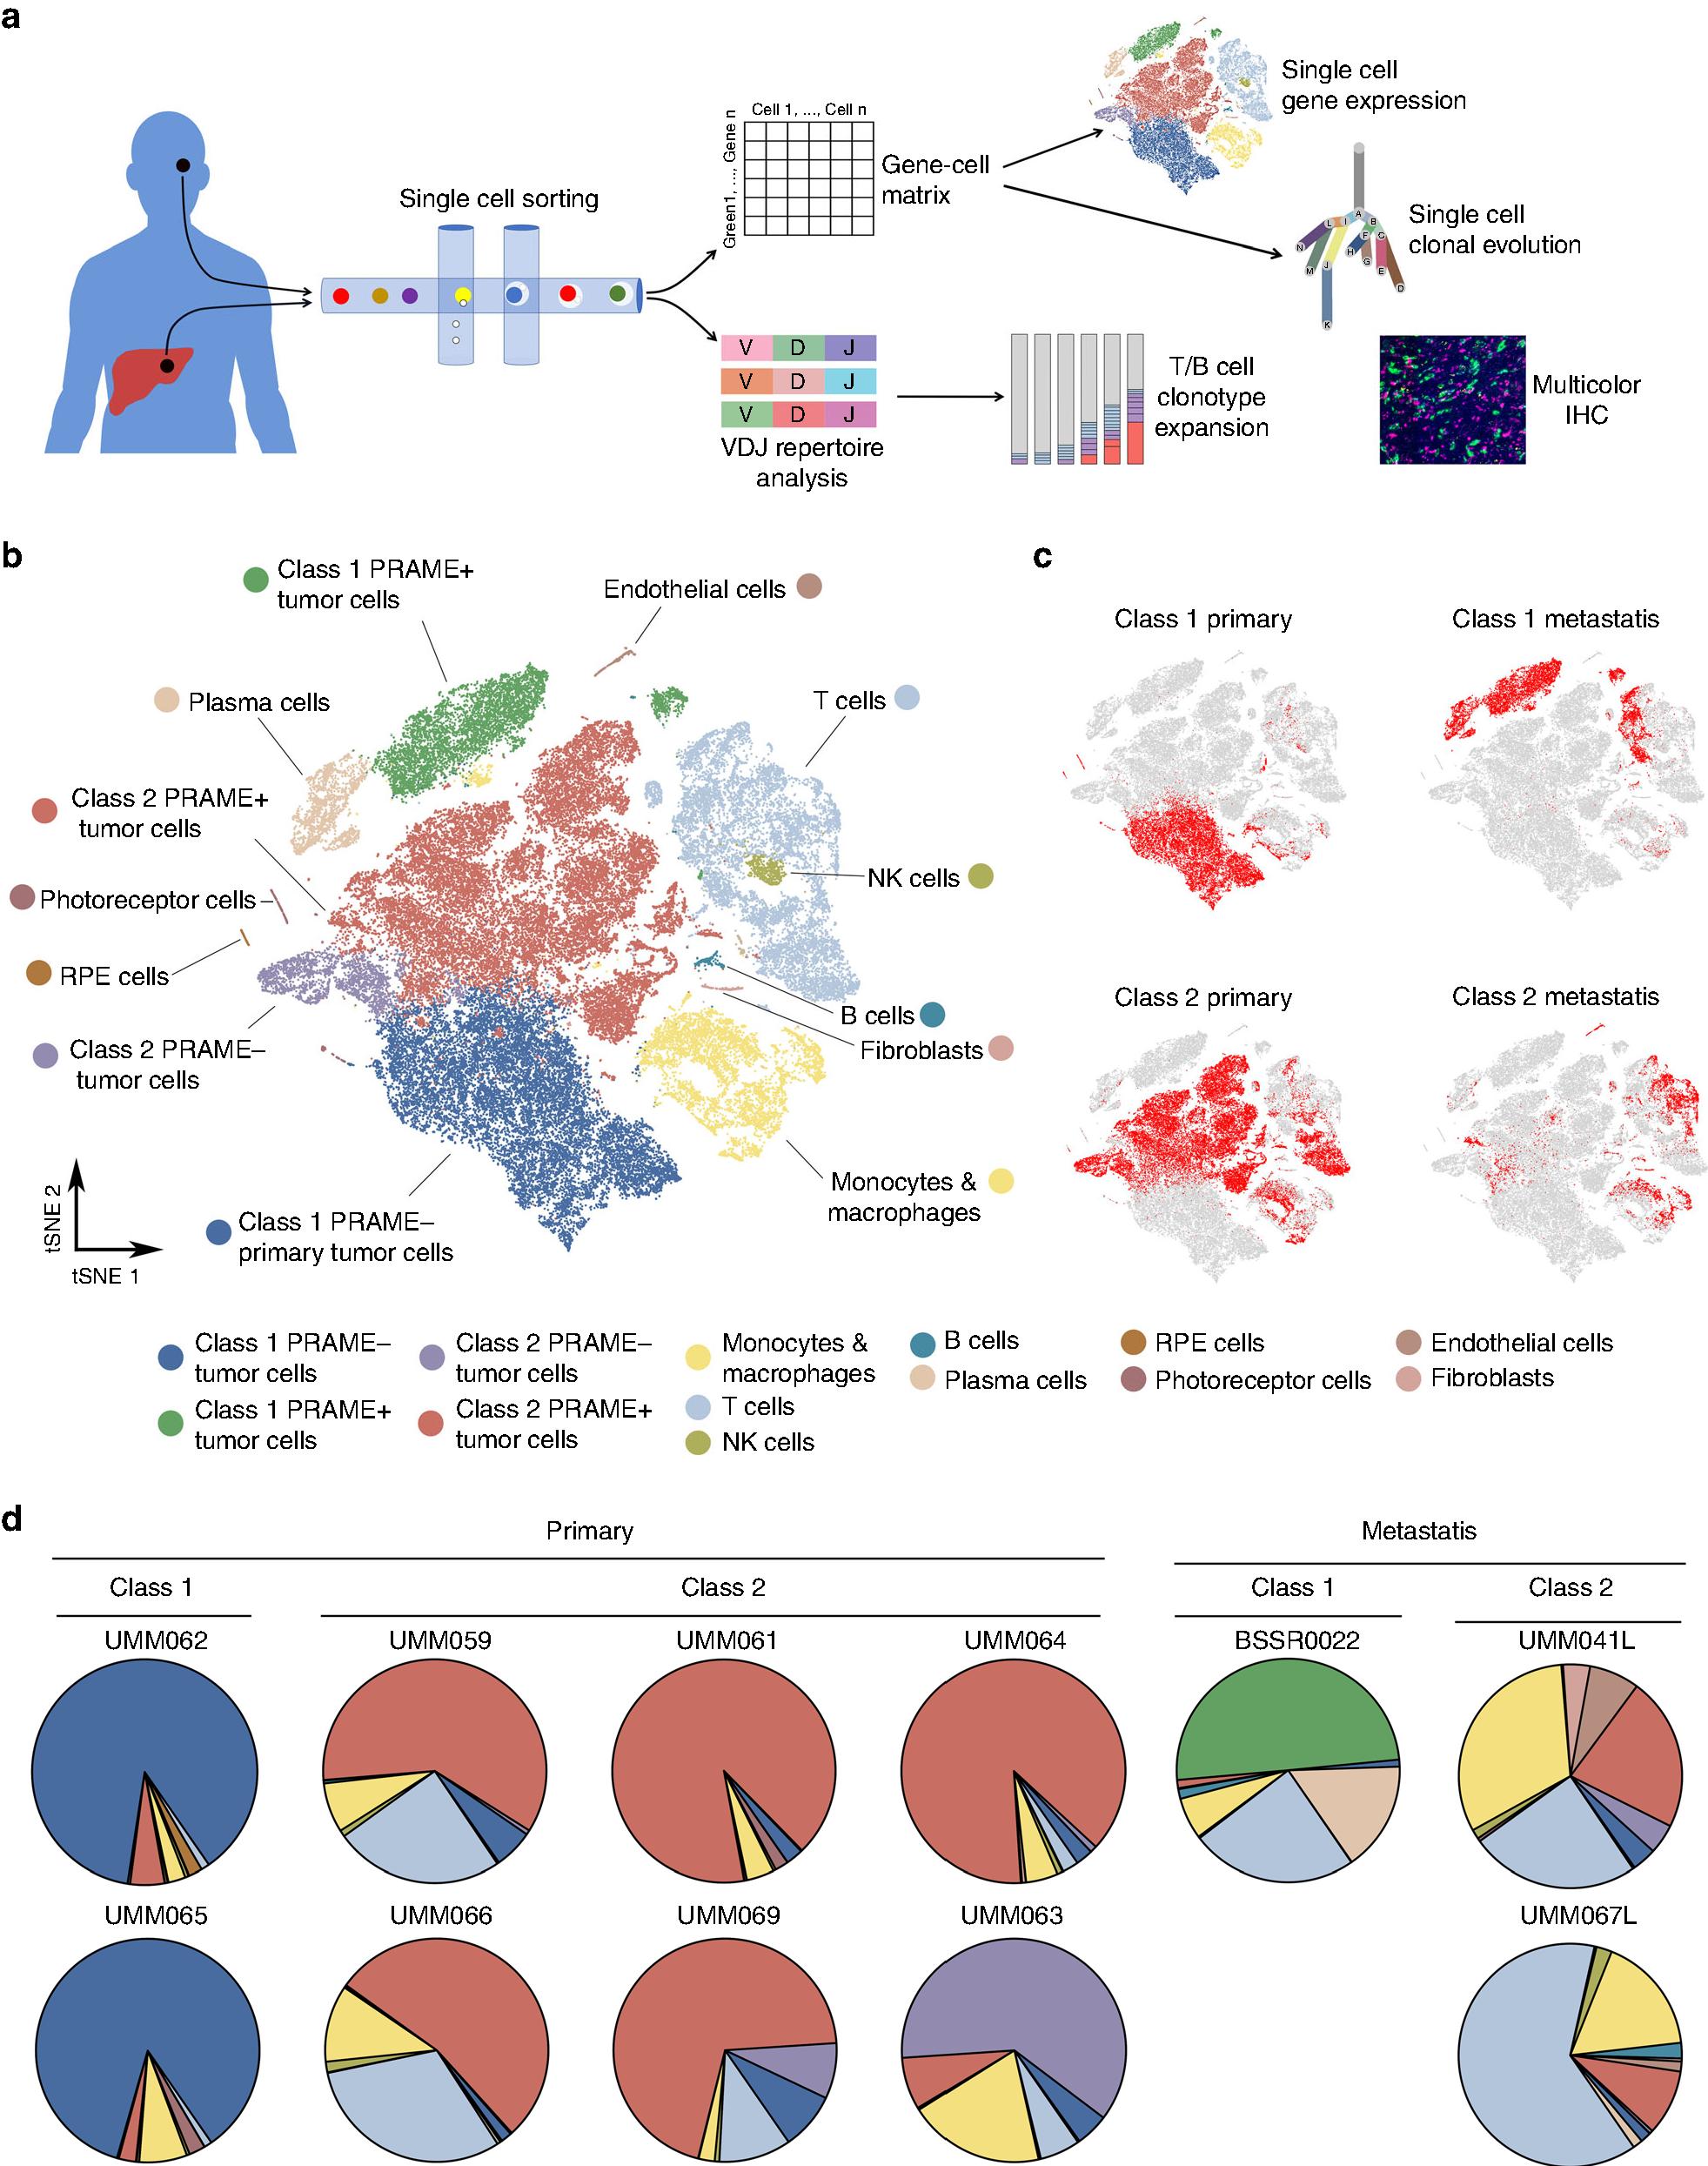 a
Single cell
gene expression
Cell 1, ..., Cell n
Green1, ..., Gene n
Gene-cell
matrix
Single cell sorting
Single cell
clonal evolution
A
B
C
D
E
F
G
H
I
J
K
L
M
N
V D J
V D J
V D J
VDJ repertoire
analysis
T/B cell
clonotype
expansion
Multicolor
IHC
b
Class 1 PRAME+
tumor cells
Endothelial cells
Plasma cells
T cells
Class 2 PRAME+
tumor cells
NK cells
Photoreceptor cells
RPE cells
B cells
Fibroblasts
Class 2 PRAME–
tumor cells
Monocytes &
macrophages
Class 1 PRAME–
primary tumor cells
tSNE 2
tSNE 1
c
Class 1 primary
Class 1 metastatis
Class 2 primary
Class 2 metastatis
Class 1 PRAME–
tumor cells
Class 1 PRAME+
tumor cells
Class 2 PRAME–
tumor cells
Class 2 PRAME+
tumor cells
Monocytes &
macrophages
T cells
NK cells
B cells
Plasma cells
RPE cells
Photoreceptor cells
Endothelial cells
Fibroblasts
d
Primary
Metastatis
Class 1
Class 2
Class 1
Class 2
UMM062
UMM059
UMM061
UMM064
BSSR0022
UMM041L
UMM065
UMM066
UMM069
UMM063
UMM067L